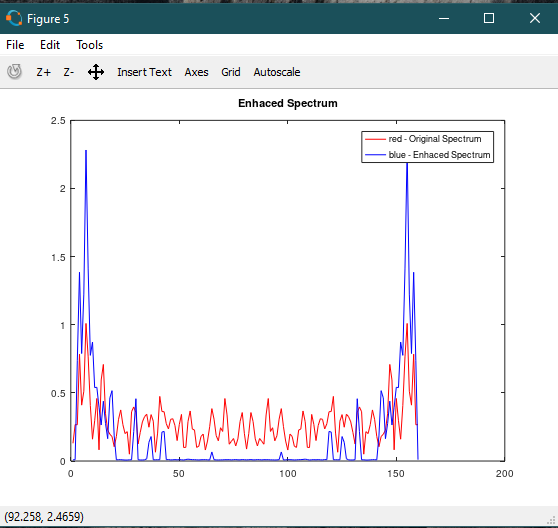 Figure 5
File Edit Tools
Z+ Z- Insert Text Axes Grid Autoscale
Enhaced Spectrum
red - Original Spectrum
blue - Enhaced Spectrum
2.5
2
1.5
1
0.5
0
0 50 100 150 200
(92.258, 2.4659)